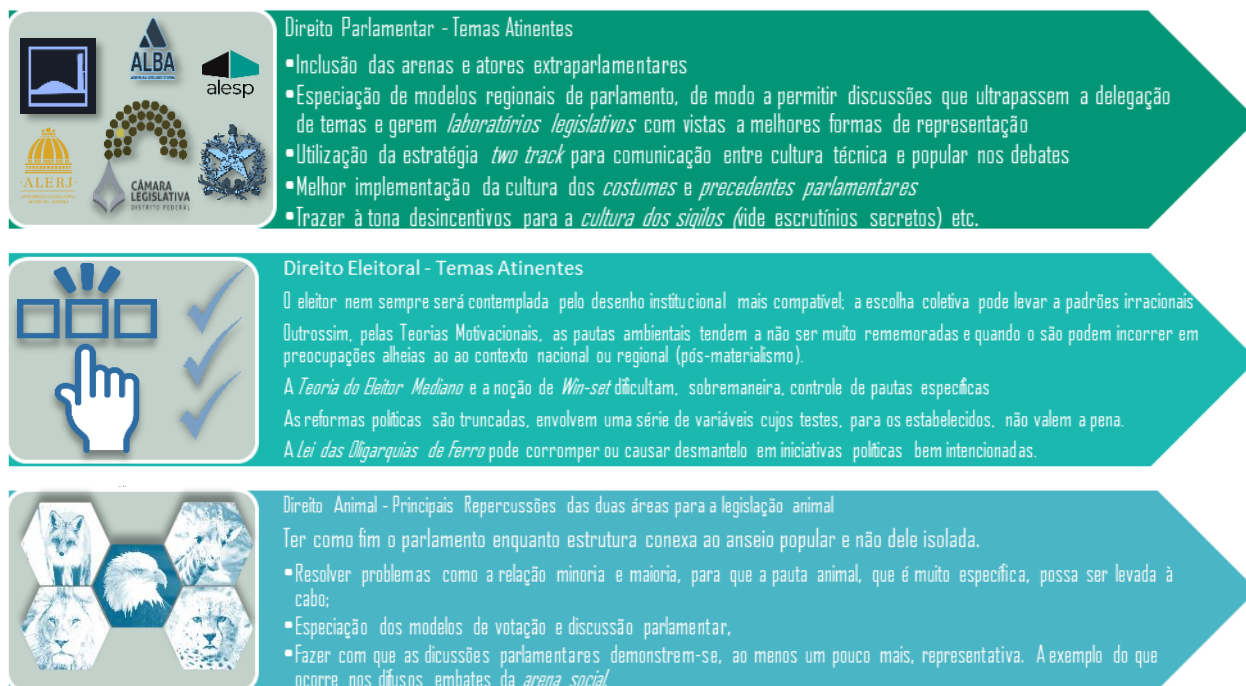 Direito Parlamentar - Temas Atinentes
▪Inclusão das arenas e atores extraparlamentares
▪Especiação de modelos regionais de parlamento, de modo a permitir discussões que ultrapassem a delegação
de temas e gerem laboratórios legislativos com vistas a melhores formas de representação
▪Utilização da estratégia two track para comunicação entre cultura técnica e popular nos debates
▪Melhor implementação da cultura dos costumes e precedentes parlamentares
▪Trazer à tona desincentivos para a cultura dos sigilos (vide escrutínios secretos) etc.
ALBA
alesp
·ALERJ·
CÂMARA
LEGISLATIVA
DISTRITO FEDERAL
Direito Eleitoral - Temas Atinentes
O eleitor nem sempre será contemplada pelo desenho institucional mais compatível; a escolha coletiva pode levar a padrões irracionais
Outrossim, pelas Teorias Motivacionais, as pautas ambientais tendem a não ser muito rememoradas e quando o são podem incorrer em
preocupações alheias ao ao contexto nacional ou regional (pós-materialismo).
A Teoria do Eleitor Mediano e a noção de Win-set dificultam, sobremaneira, controle de pautas específicas
As reformas políticas são truncadas, envolvem uma série de variáveis cujos testes, para os estabelecidos, não valem a pena.
A Lei das Oligarquias de Ferro pode corromper ou causar desmantelo em iniciativas políticas bem intencionadas.
Direito Animal - Principais Repercussões das duas áreas para a legislação animal
Ter como fim o parlamento enquanto estrutura conexa ao anseio popular e não dele isolada.
▪Resolver problemas como a relação minoria e maioria, para que a pauta animal, que é muito específica, possa ser levada à
cabo;
▪Especiação dos modelos de votação e discussão parlamentar,
▪Fazer com que as dicussões parlamentares demonstrem-se, ao menos um pouco mais, representativa. A exemplo do que
ocorre nos difusos embates da arena social.